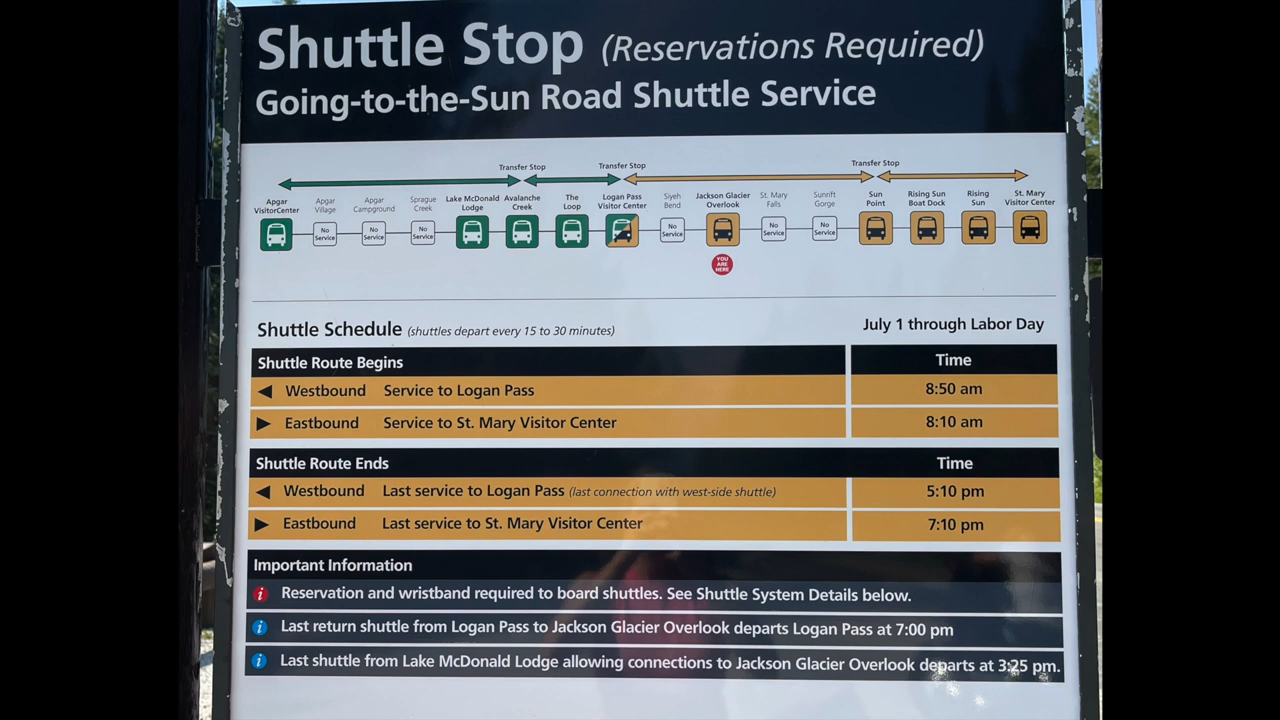 Shuttle Stop (Reservations Required)
Going-to-the-Sun Road Shuttle Service
Transfer Stop Transfer Stop Transfer Stop
Apgar VisitorCenter
Apgar Village
Apgar Campground
Sprague Creek
Lake McDonald Lodge
Avalanche Creek
The Loop
Logan Pass Visitor Center
Siyeh Bend
Jackson Glacier Overlook
St. Mary Falls
Sunrift Gorge
Sun Point
Rising Sun Boat Dock
Rising Sun
St. Mary Visitor Center
No Service No Service No Service No Service No Service No Service
YOU ARE HERE
Shuttle Schedule (shuttles depart every 15 to 30 minutes) July 1 through Labor Day
Shuttle Route Begins Time
Westbound Service to Logan Pass 8:50 am
Eastbound Service to St. Mary Visitor Center 8:10 am
Shuttle Route Ends Time
Westbound Last service to Logan Pass (last connection with west-side shuttle) 5:10 pm
Eastbound Last service to St. Mary Visitor Center 7:10 pm
Important Information
i Reservation and wristband required to board shuttles. See Shuttle System Details below.
i Last return shuttle from Logan Pass to Jackson Glacier Overlook departs Logan Pass at 7:00 pm
i Last shuttle from Lake McDonald Lodge allowing connections to Jackson Glacier Overlook departs at 3:25 pm.